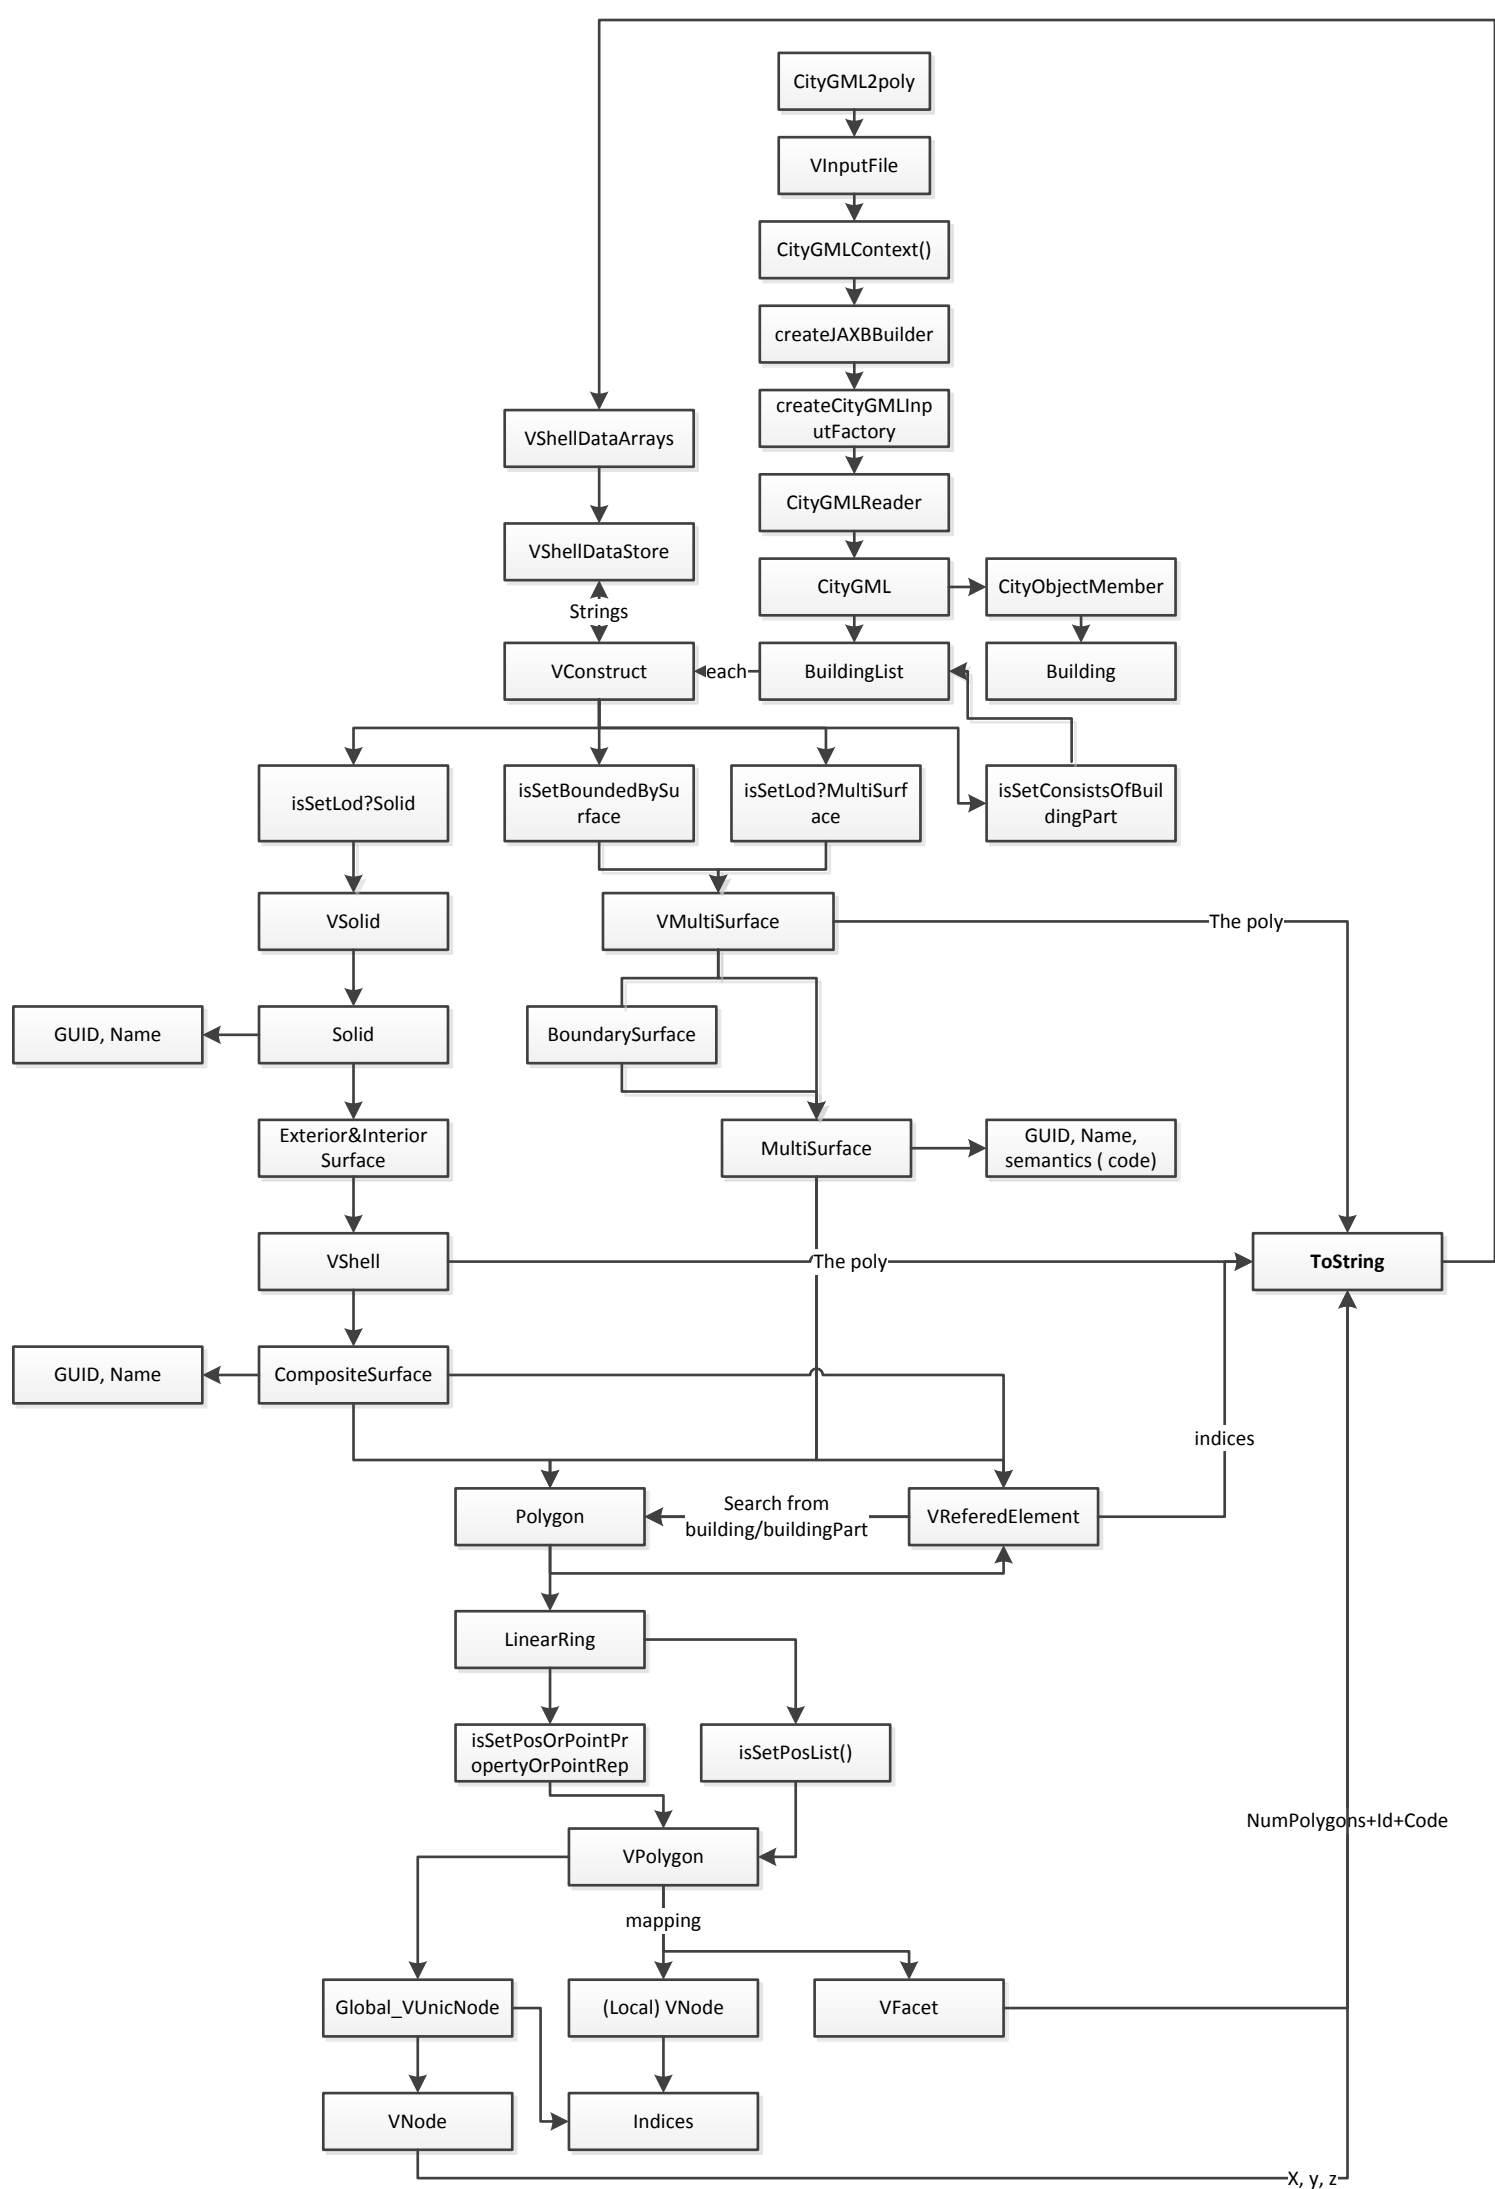 CityGML2poly
VInputFile
CityGMLContext()
createJAXBBuilder
createCityGMLInp
utFactory
VShellDataArrays
CityGMLReader
VShellDataStore
CityGML
CityObjectMember
Strings
VConstruct
each
BuildingList
Building
isSetLod?Solid
isSetBoundedBySu
rface
isSetLod?MultiSurf
ace
isSetConsistsOfBuil
dingPart
VSolid
VMultiSurface
The poly
GUID, Name
Solid
BoundarySurface
Exterior&Interior
Surface
MultiSurface
GUID, Name,
semantics ( code)
VShell
The poly
ToString
GUID, Name
CompositeSurface
indices
Polygon
Search from
building/buildingPart
VReferedElement
LinearRing
isSetPosOrPointPr
opertyOrPointRep
isSetPosList()
NumPolygons+Id+Code
VPolygon
mapping
Global_VUnicNode
(Local) VNode
VFacet
VNode
Indices
X, y, z